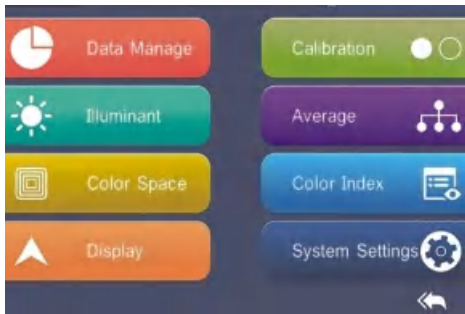 Data Manage
Calibration
Illuminant
Average
Color Space
Color Index
Display
System Settings